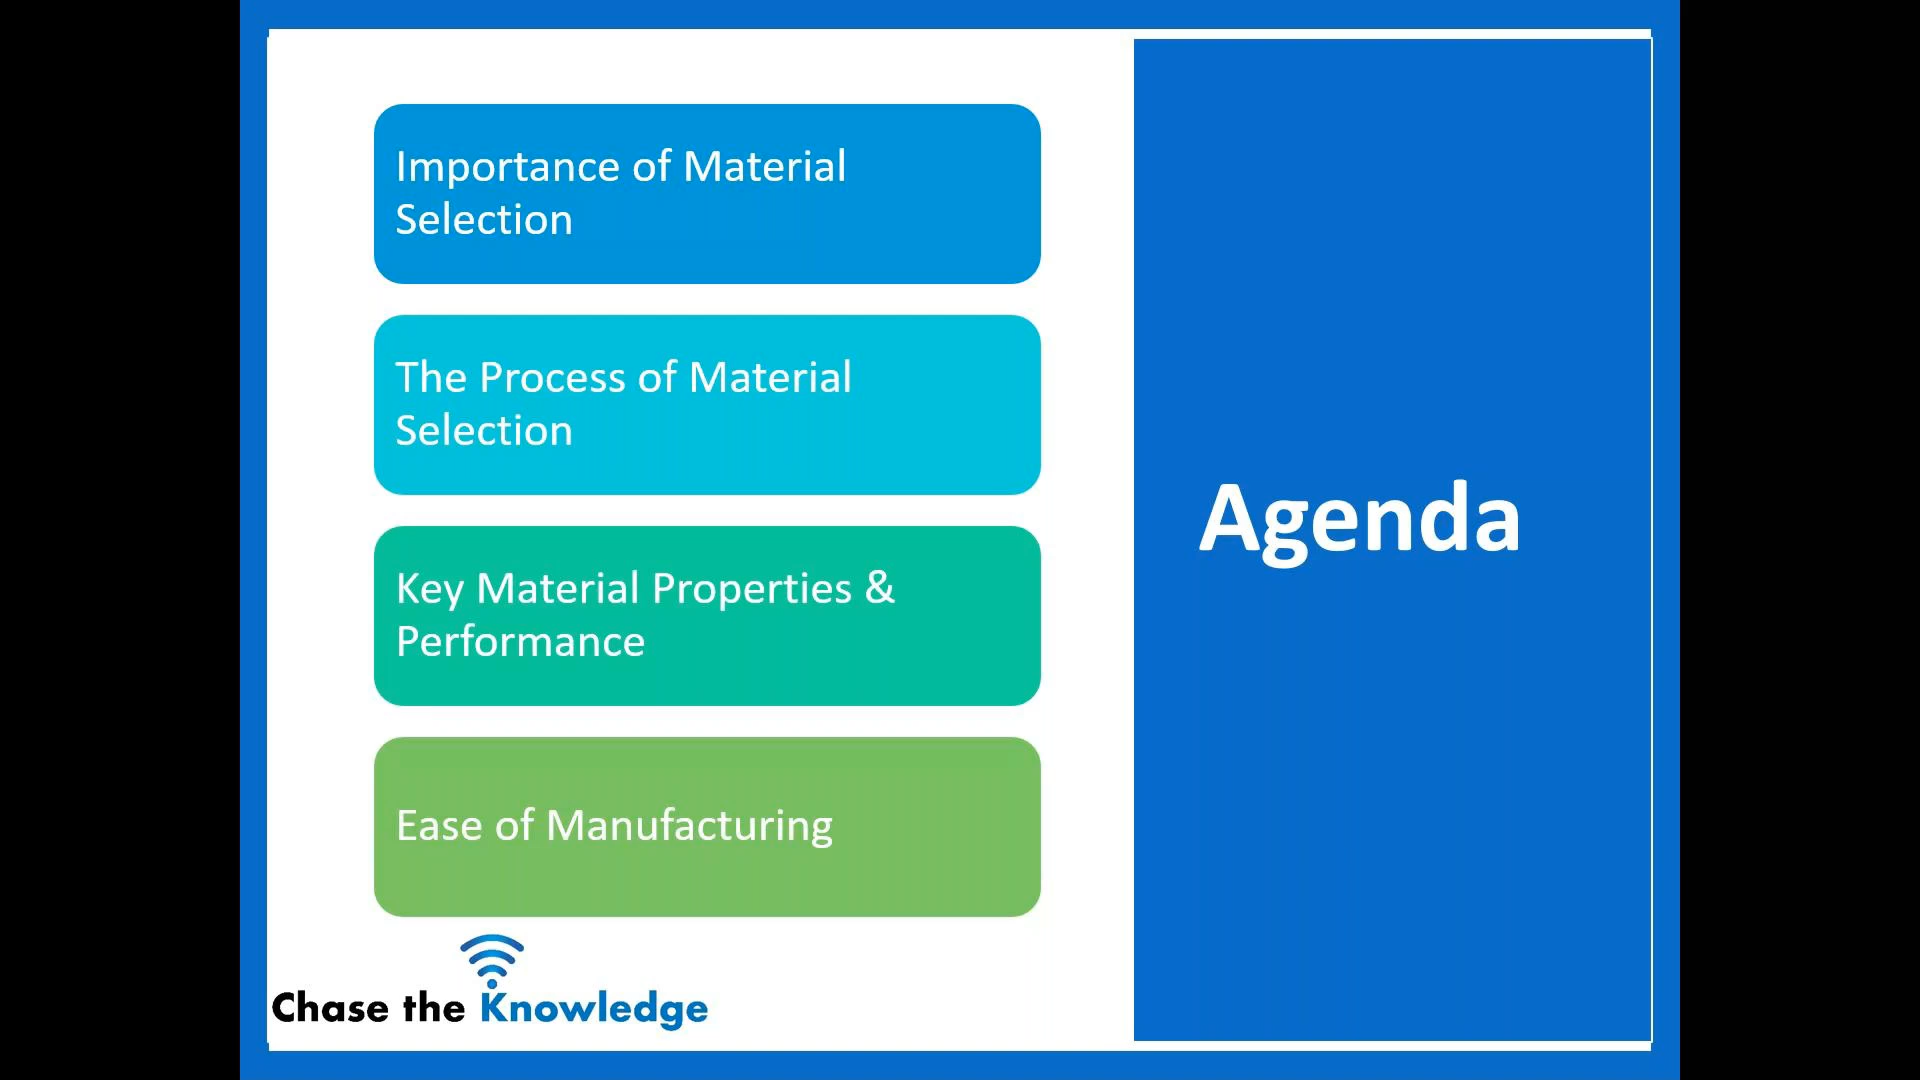 Importance of Material
Selection
The Process of Material
Selection
Key Material Properties &
Performance
Ease of Manufacturing
Agenda
Chase the Knowledge